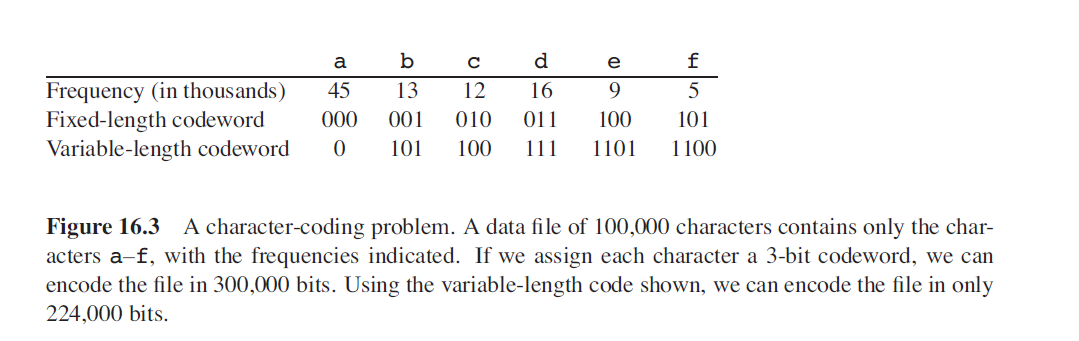 a b c d e f
Frequency (in thousands) 45 13 12 16 9 5
Fixed-length codeword 000 001 010 011 100 101
Variable-length codeword 0 101 100 111 1101 1100
Figure 16.3 A character-coding problem. A data file of 100,000 characters contains only the char-
acters a–f, with the frequencies indicated. If we assign each character a 3-bit codeword, we can
encode the file in 300,000 bits. Using the variable-length code shown, we can encode the file in only
224,000 bits.